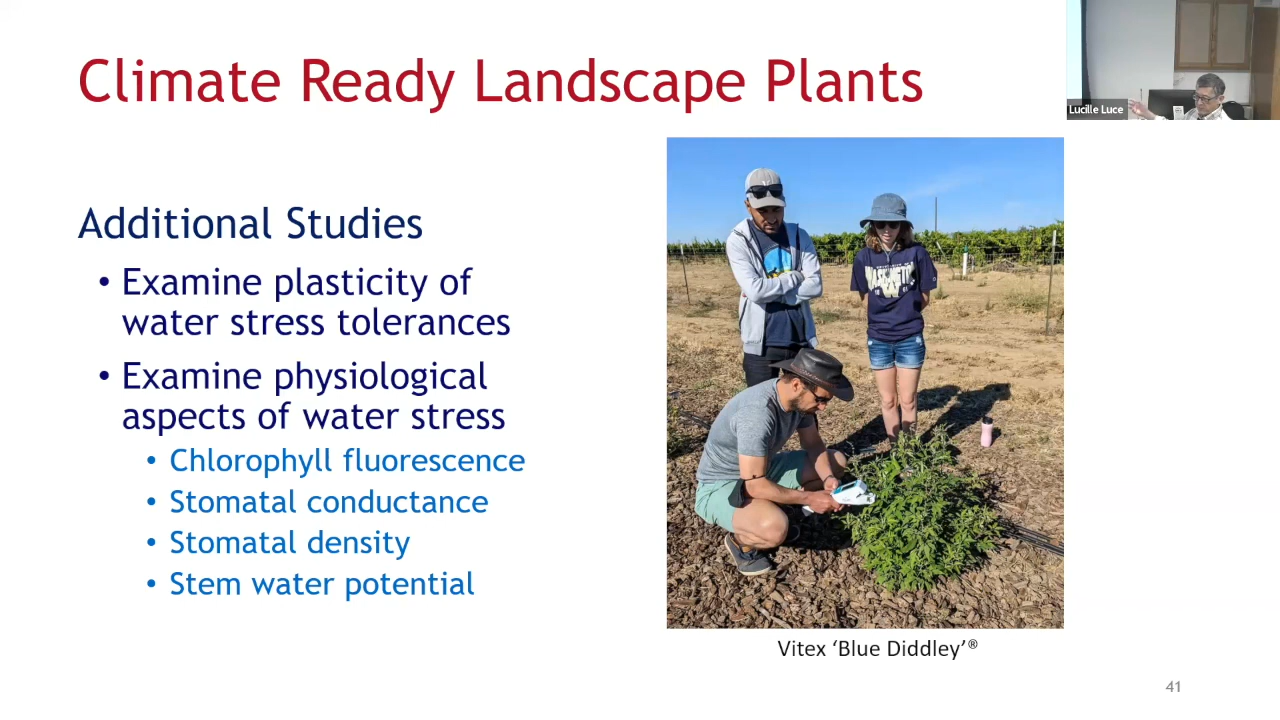 Climate Ready Landscape Plants
Lucille Luce
Additional Studies
• Examine plasticity of
water stress tolerances
• Examine physiological
aspects of water stress
• Chlorophyll fluorescence
• Stomatal conductance
• Stomatal density
• Stem water potential
Vitex ‘Blue Diddley’®
41